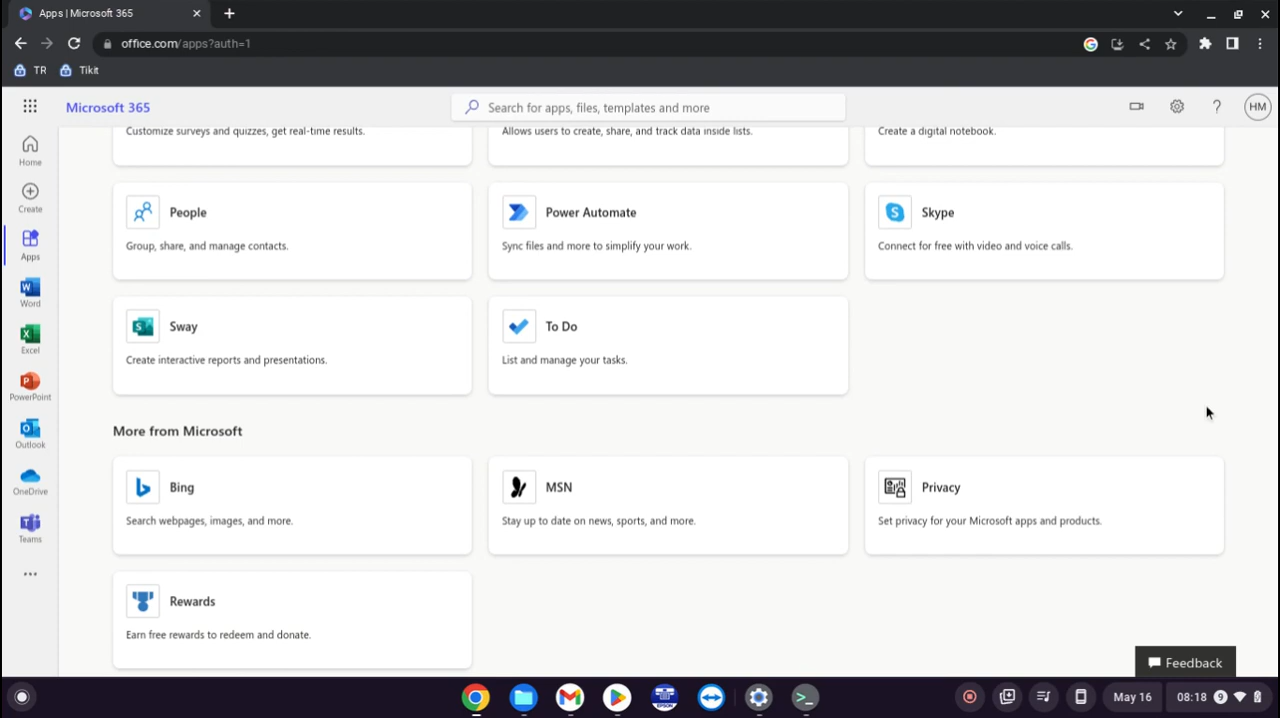 Apps | Microsoft 365
office.com/apps?auth=1
TR
Tikit
Microsoft 365
Search for apps, files, templates and more
HM
Home
Create
Apps
Word
Excel
PowerPoint
Outlook
OneDrive
Teams
Customize surveys and quizzes, get real-time results.
Allows users to create, share, and track data inside lists.
Create a digital notebook.
People
Group, share, and manage contacts.
Power Automate
Sync files and more to simplify your work.
Skype
Connect for free with video and voice calls.
Sway
Create interactive reports and presentations.
To Do
List and manage your tasks.
More from Microsoft
Bing
Search webpages, images, and more.
MSN
Stay up to date on news, sports, and more.
Privacy
Set privacy for your Microsoft apps and products.
Rewards
Earn free rewards to redeem and donate.
Feedback
EPSON
May 16
08:18 9